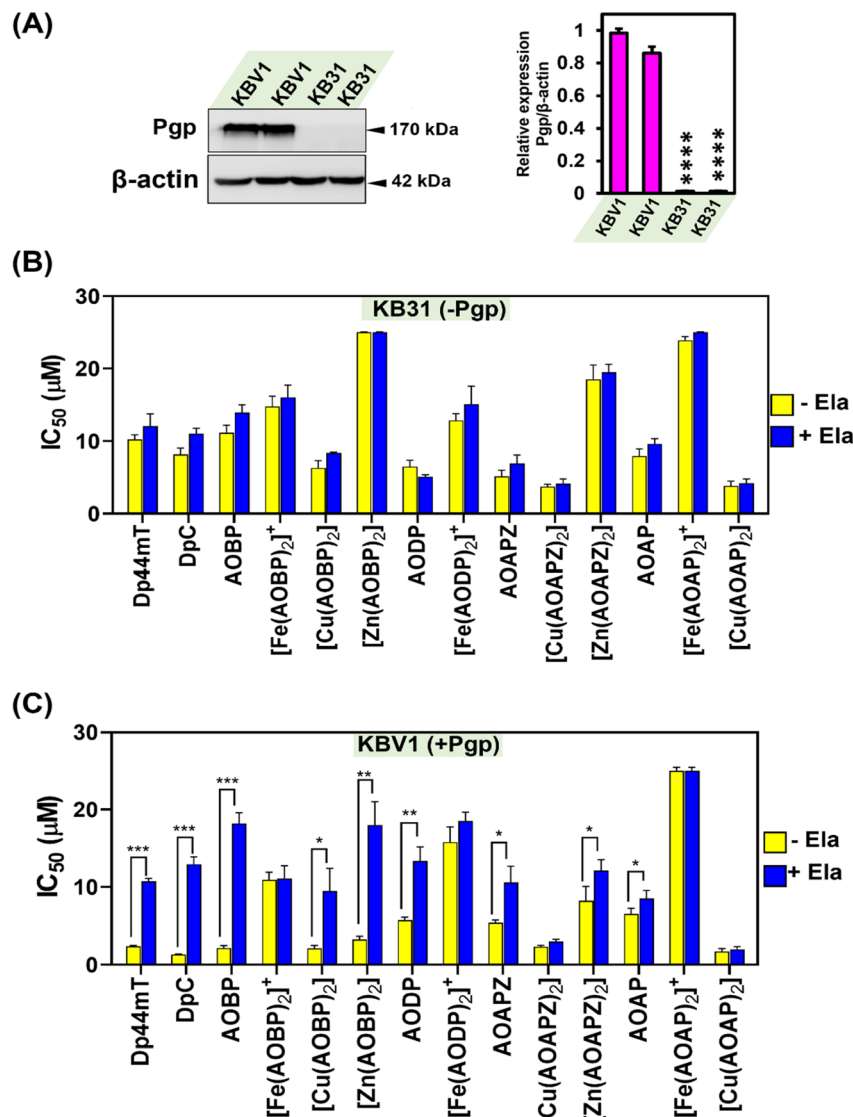 (A)
KBV1 KBV1 KB31 KB31
Pgp
170 kDa
β-actin
42 kDa
Relative expression
Pgp/β-actin
1
0.8
0.6
0.4
0.2
0
**** ****
KBV1 KBV1 KB31 KB31
(B)
KB31 (-Pgp)
IC50 (μM)
30
20
10
0
- Ela
+ Ela
Dp44mT
DpC
AOBP
[Fe(AOBP)2]+
[Cu(AOBP)2]
[Zn(AOBP)2]
AODP
[Fe(AODP)2]+
AOAPZ
[Cu(AOAPZ)2]
[Zn(AOAPZ)2]
AOAP
[Fe(AOAP)2]+
[Cu(AOAP)2]
(C)
KBV1 (+Pgp)
IC50 (μM)
30
20
10
0
*** *** *** * ** ** * * *
- Ela
+ Ela
Dp44mT
DpC
AOBP
[Fe(AOBP)2]+
[Cu(AOBP)2]
[Zn(AOBP)2]
AODP
[Fe(AODP)2]+
AOAPZ
Cu(AOAPZ)2]
[Zn(AOAPZ)2]
AOAP
[Fe(AOAP)2]+
[Cu(AOAP)2]